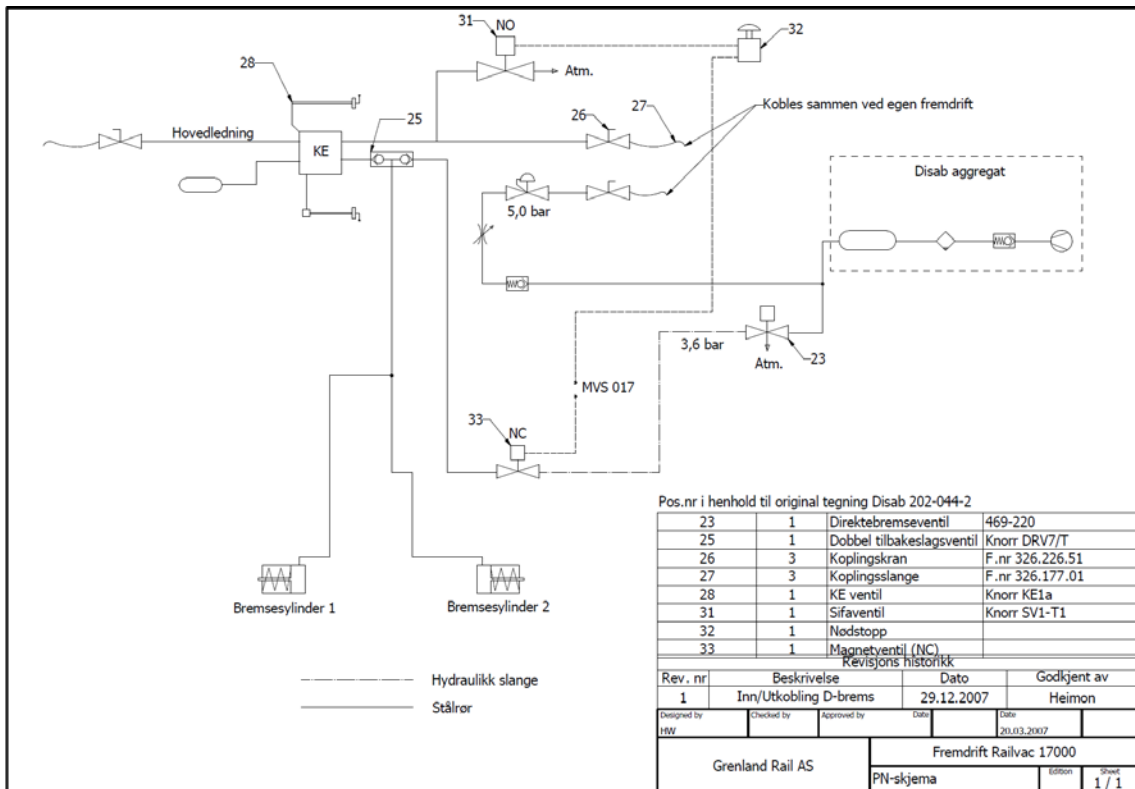 31
NO
32
28
Atm.
25
26
27
Kobles sammen ved egen fremdrift
Hovedledning
KE
Disab aggregat
5,0 bar
3,6 bar
23
Atm.
MVS 017
33
NC
Bremsesylinder 1
Bremsesylinder 2
Hydraulikk slange
Stålrør
Pos.nr i henhold til original tegning Disab 202-044-2
23 1 Direktebremseventil 469-220
25 1 Dobbel tilbakeslagsventil Knorr DRV7/T
26 3 Koplingskran F.nr 326.226.51
27 3 Koplingsslange F.nr 326.177.01
28 1 KE ventil Knorr KE1a
31 1 Sifaventil Knorr SV1-T1
32 1 Nødstopp
33 1 Magnetventil (NC)
Revisjons historikk
Rev. nr Beskrivelse Dato Godkjent av
1 Inn/Utkobling D-brems 29.12.2007 Heimon
Designed by Checked by Approved by Date Date
HW 20.03.2007
Grenland Rail AS
Fremdrift Railvac 17000
PN-skjema
Edition
Sheet
1 / 1